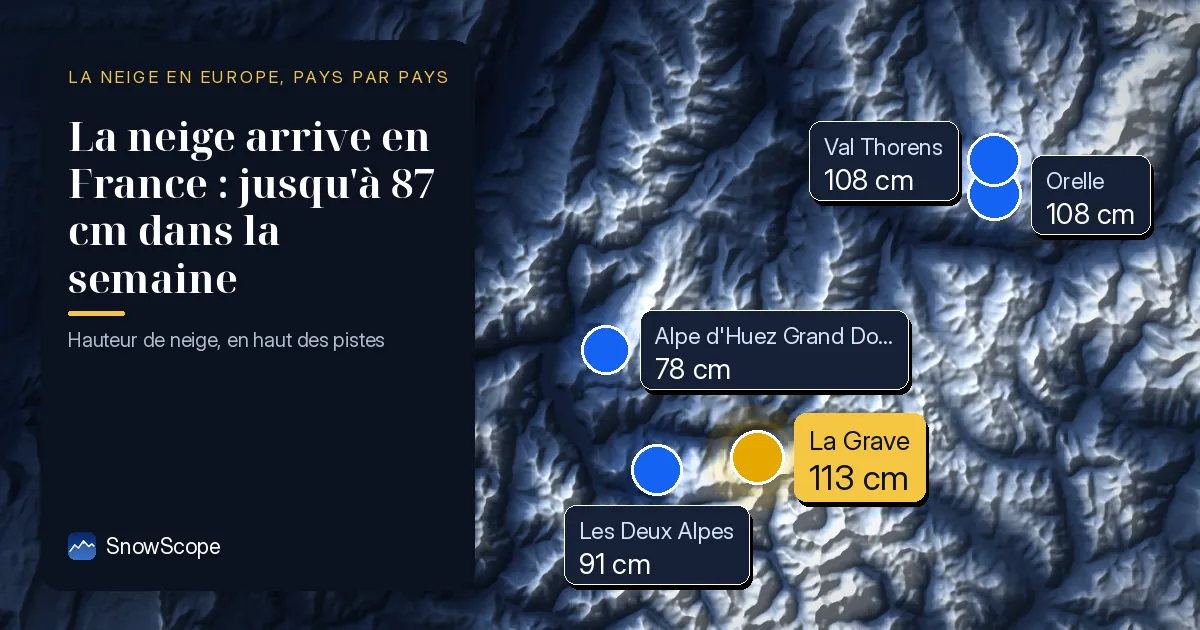 LA NEIGE EN EUROPE, PAYS PAR PAYS
La neige arrive en
France : jusqu'à 87
cm dans la
semaine
Hauteur de neige, en haut des pistes
SnowScope
Val Thorens
108 cm
Orelle
108 cm
Alpe d'Huez Grand Do...
78 cm
La Grave
113 cm
Les Deux Alpes
91 cm